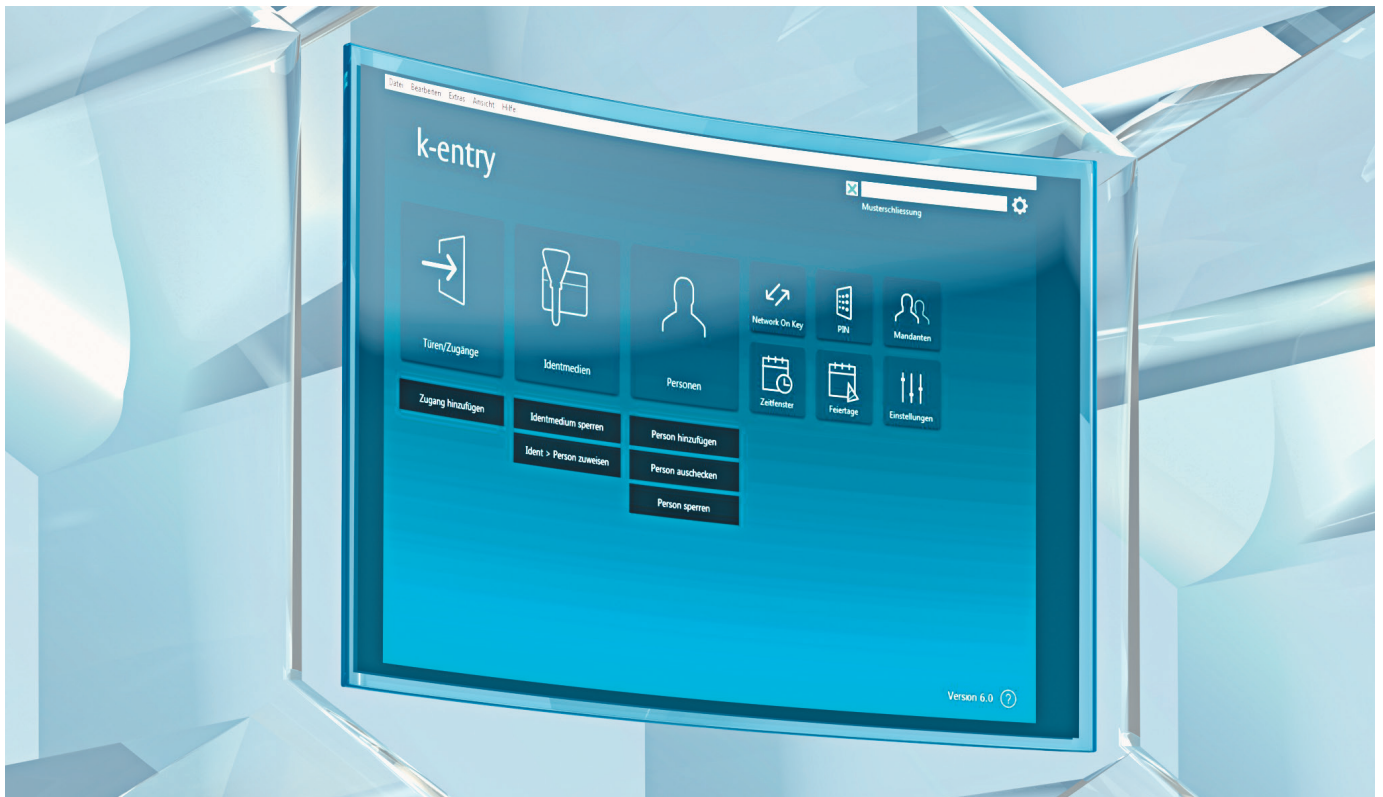 Datei Bearbeiten Extras Ansicht Hilfe
k-entry
Musterschliessung
Türen/Zugänge
Identmedien
Personen
Network On Key
PIN
Mandanten
Zeitfenster
Feiertage
Einstellungen
Zugang hinzufügen
Identmedium sperren
Ident > Person zuweisen
Person hinzufügen
Person auschecken
Person sperren
Version 6.0 ?